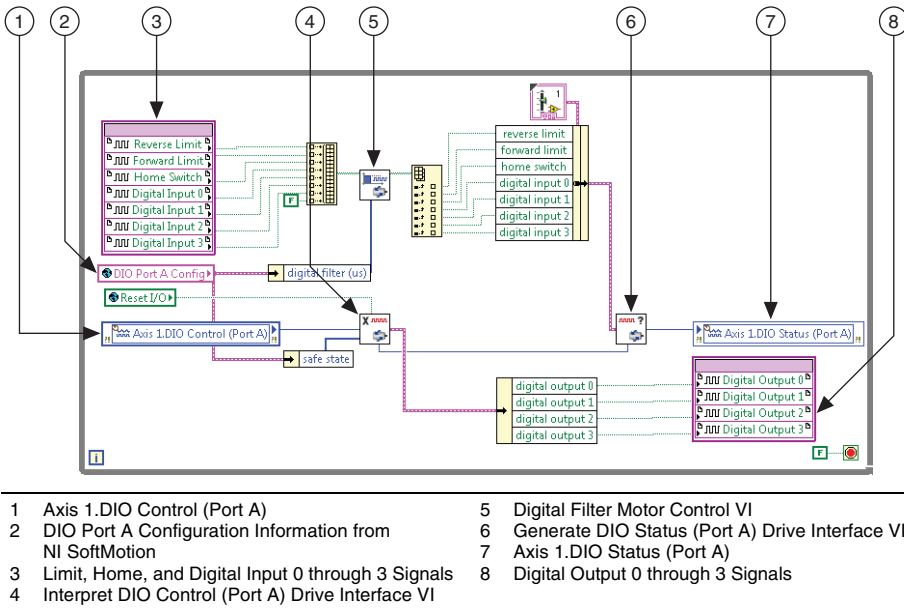 1 2 3 4 5 6 7 8
1
reverse limit
forward limit
home switch
digital input 0
digital input 1
digital input 2
digital input 3
Reverse Limit
Forward Limit
Home Switch
Digital Input 0
Digital Input 1
Digital Input 2
Digital Input 3
F
DIO Port A Config
digital filter (us)
Reset I/O
X
?
Axis 1.DIO Control (Port A)
Axis 1.DIO Status (Port A)
safe state
digital output 0
digital output 1
digital output 2
digital output 3
Digital Output 0
Digital Output 1
Digital Output 2
Digital Output 3
i
F
1 Axis 1.DIO Control (Port A)
2 DIO Port A Configuration Information from
NI SoftMotion
3 Limit, Home, and Digital Input 0 through 3 Signals
4 Interpret DIO Control (Port A) Drive Interface VI
5 Digital Filter Motor Control VI
6 Generate DIO Status (Port A) Drive Interface VI
7 Axis 1.DIO Status (Port A)
8 Digital Output 0 through 3 Signals